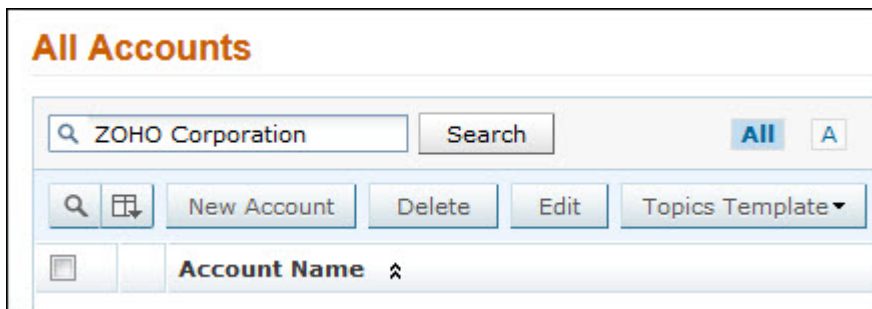 All Accounts
ZOHO Corporation Search All A
New Account Delete Edit Topics Template
Account Name